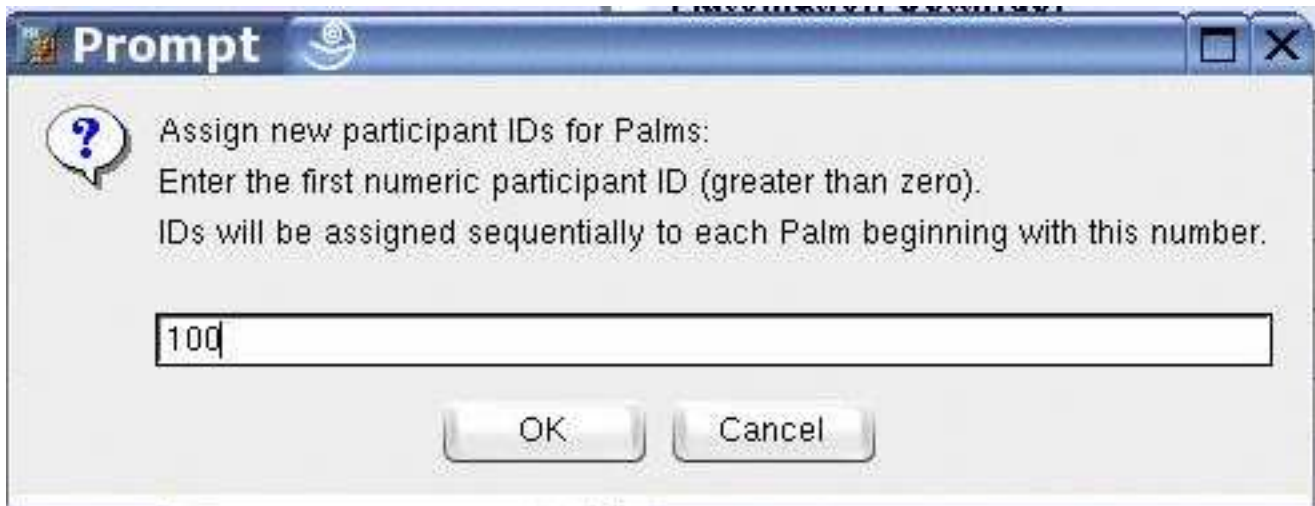 Prompt
Assign new participant IDs for Palms:
Enter the first numeric participant ID (greater than zero).
IDs will be assigned sequentially to each Palm beginning with this number.
100
OK Cancel